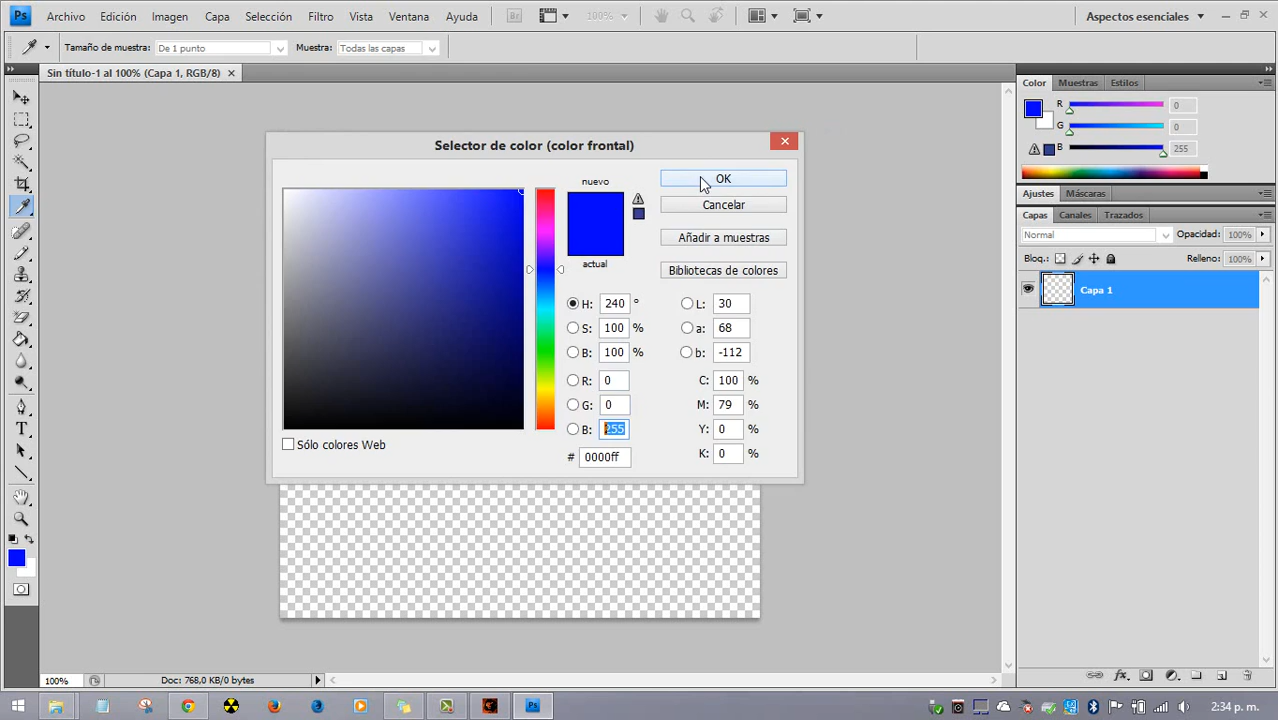 Ps Archivo Edición Imagen Capa Selección Filtro Vista Ventana Ayuda Br 100% Aspectos esenciales
Tamaño de muestra: De 1 punto Muestra: Todas las capas
Sin título-1 al 100% (Capa 1, RGB/8)
Color Muestras Estilos
R 0
G 0
B 255
Ajustes Máscaras
Capas Canales Trazados
Normal Opacidad: 100%
Bloq.: Relleno: 100%
Capa 1
Selector de color (color frontal)
nuevo
actual
OK
Cancelar
Añadir a muestras
Bibliotecas de colores
H: 240 ° L: 30
S: 100 % a: 68
B: 100 % b: -112
R: 0 C: 100 %
G: 0 M: 79 %
B: 255 Y: 0 %
# 0000ff K: 0 %
Sólo colores Web
T
100% Doc: 768,0 KB/0 bytes
Ps 2:34 p. m.